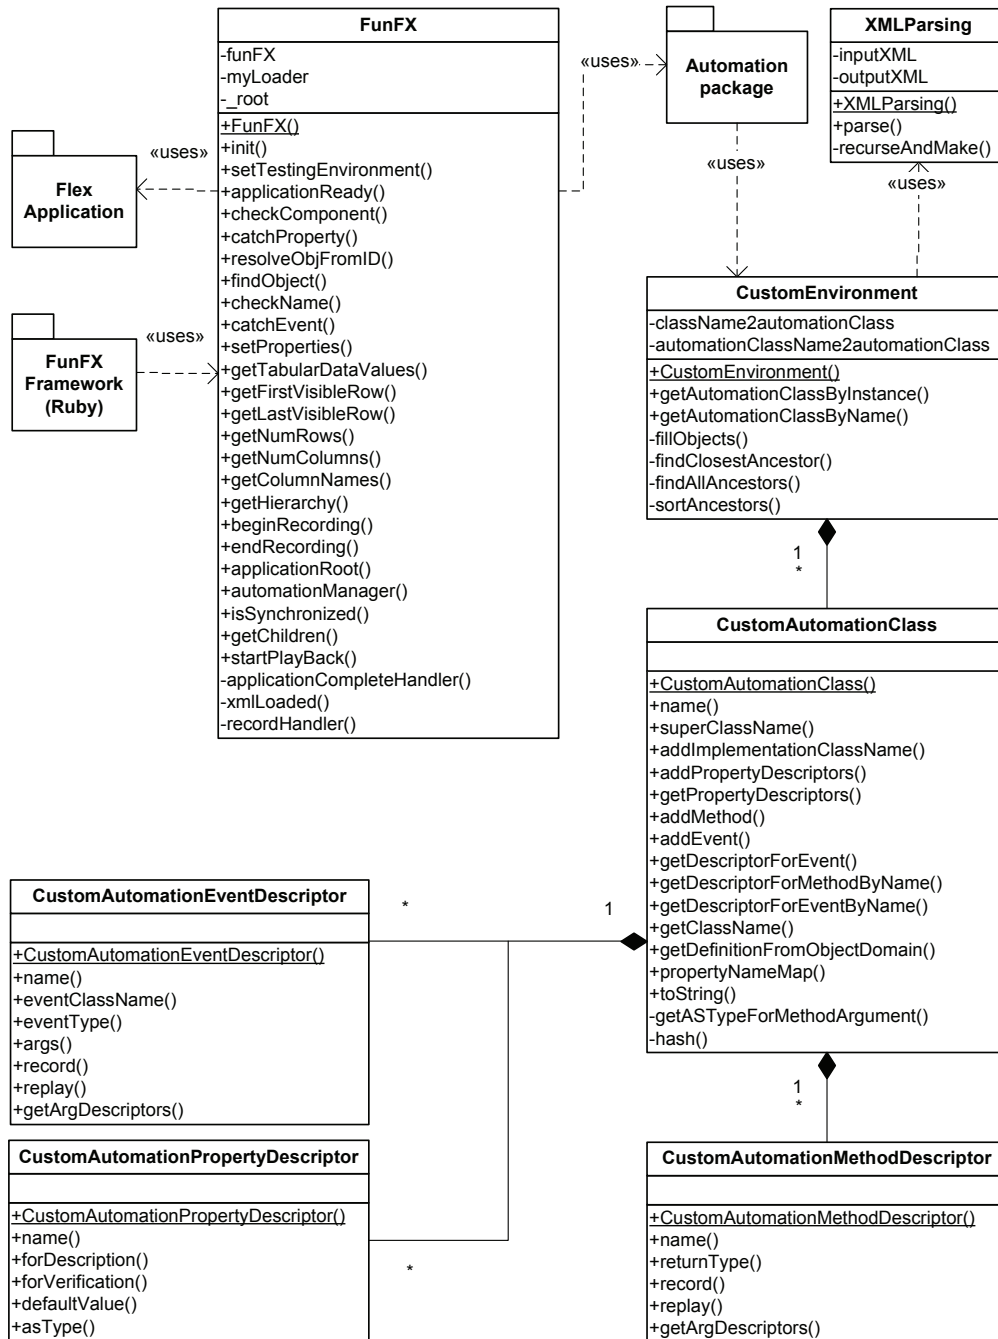 FunFX
-funFX
-myLoader
-_root
+FunFX()
+init()
+setTestingEnvironment()
+applicationReady()
+checkComponent()
+catchProperty()
+resolveObjFromID()
+findObject()
+checkName()
+catchEvent()
+setProperties()
+getTabularDataValues()
+getFirstVisibleRow()
+getLastVisibleRow()
+getNumRows()
+getNumColumns()
+getColumnNames()
+getHierarchy()
+beginRecording()
+endRecording()
+applicationRoot()
+automationManager()
+isSynchronized()
+getChildren()
+startPlayBack()
-applicationCompleteHandler()
-xmlLoaded()
-recordHandler()
«uses»
Flex
Application
«uses»
FunFX
Framework
(Ruby)
«uses»
Automation
package
«uses»
XMLParsing
-inputXML
-outputXML
+XMLParsing()
+parse()
-recurseAndMake()
«uses»
CustomEnvironment
-className2automationClass
-automationClassName2automationClass
+CustomEnvironment()
+getAutomationClassByInstance()
+getAutomationClassByName()
-fillObjects()
-findClosestAncestor()
-findAllAncestors()
-sortAncestors()
1
*
CustomAutomationClass
+CustomAutomationClass()
+name()
+superClassName()
+addImplementationClassName()
+addPropertyDescriptors()
+getPropertyDescriptors()
+addMethod()
+addEvent()
+getDescriptorForEvent()
+getDescriptorForMethodByName()
+getDescriptorForEventByName()
+getClassName()
+getDefinitionFromObjectDomain()
+propertyNameMap()
+toString()
-getASTypeForMethodArgument()
-hash()
* 1
CustomAutomationEventDescriptor
+CustomAutomationEventDescriptor()
+name()
+eventClassName()
+eventType()
+args()
+record()
+replay()
+getArgDescriptors()
CustomAutomationPropertyDescriptor
+CustomAutomationPropertyDescriptor()
+name()
+forDescription()
+forVerification()
+defaultValue()
+asType()
*
1
*
CustomAutomationMethodDescriptor
+CustomAutomationMethodDescriptor()
+name()
+returnType()
+record()
+replay()
+getArgDescriptors()